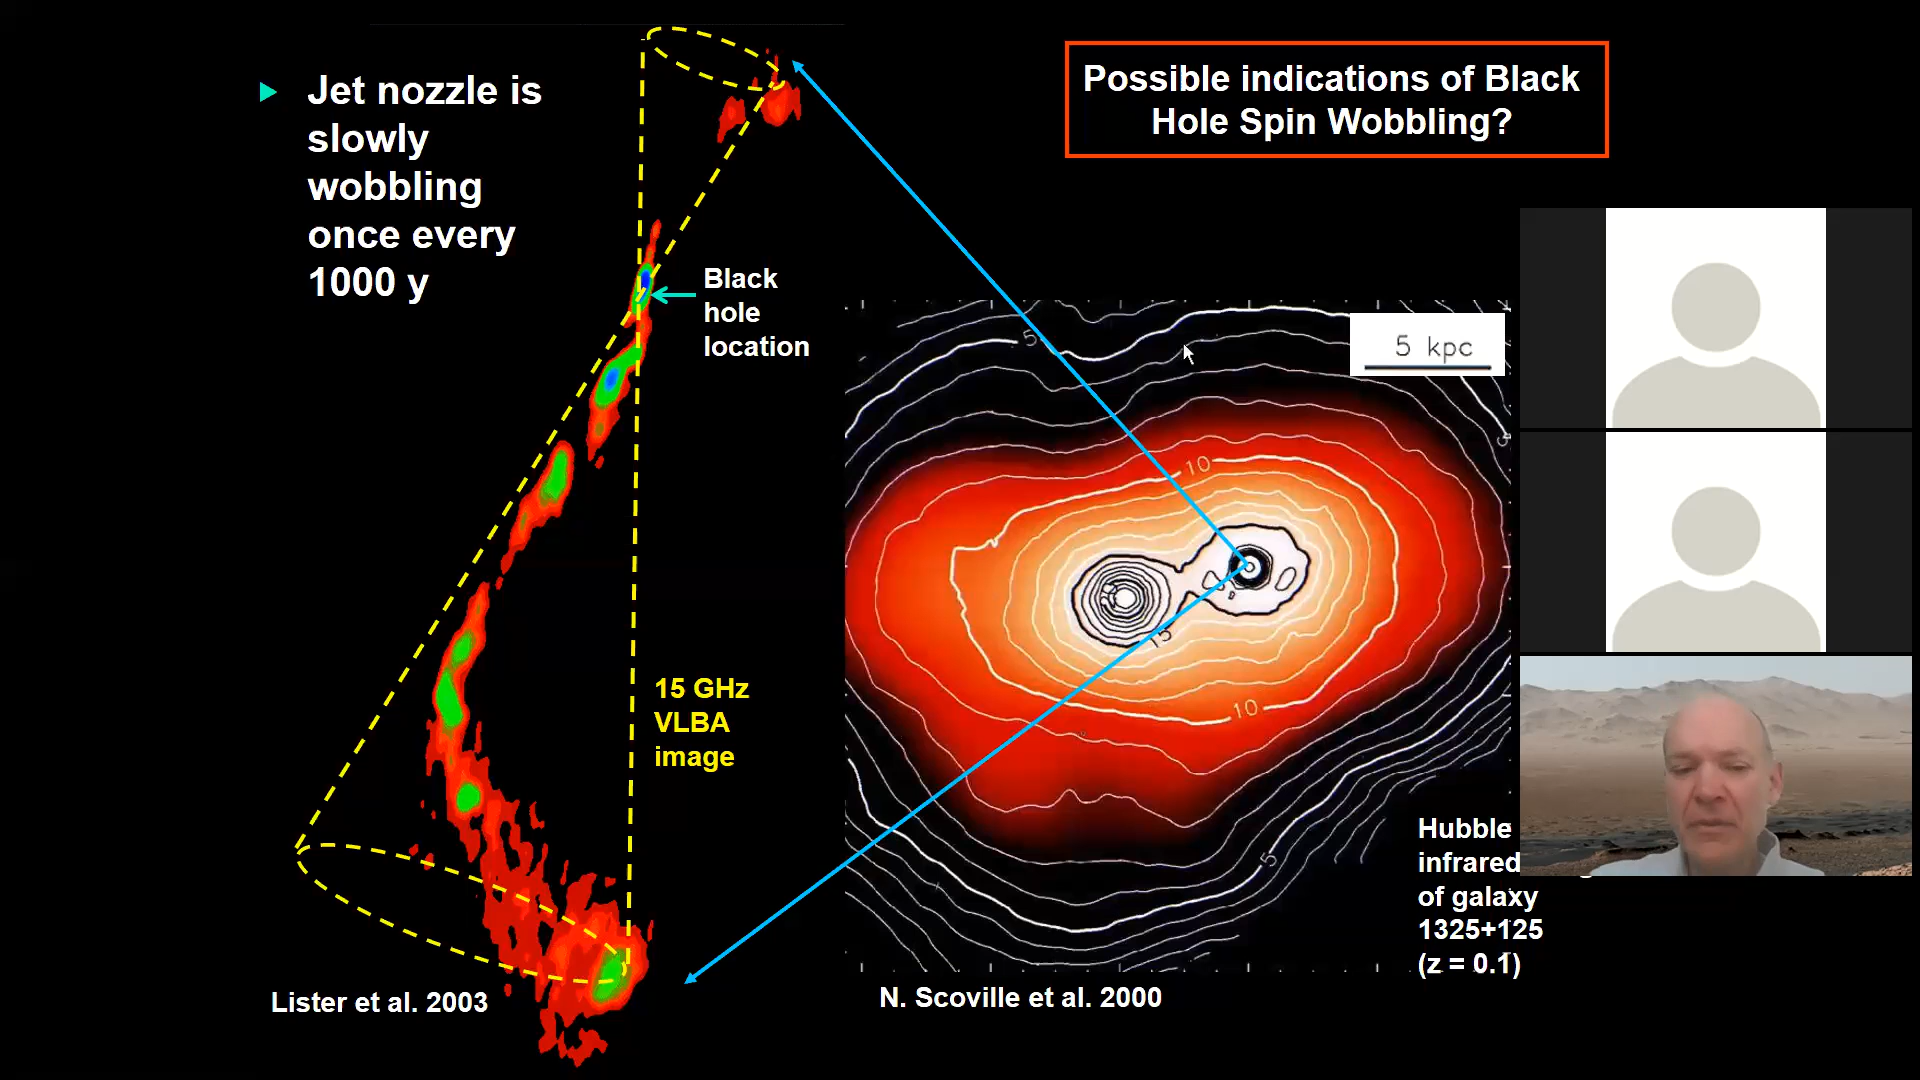 Possible indications of Black
Hole Spin Wobbling?
Jet nozzle is
slowly
wobbling
once every
1000 y
Black
hole
location
15 GHz
VLBA
image
Lister et al. 2003
5 kpc
5
10
15
10
5
Hubble
infrared
of galaxy
1325+125
(z = 0.1)
N. Scoville et al. 2000